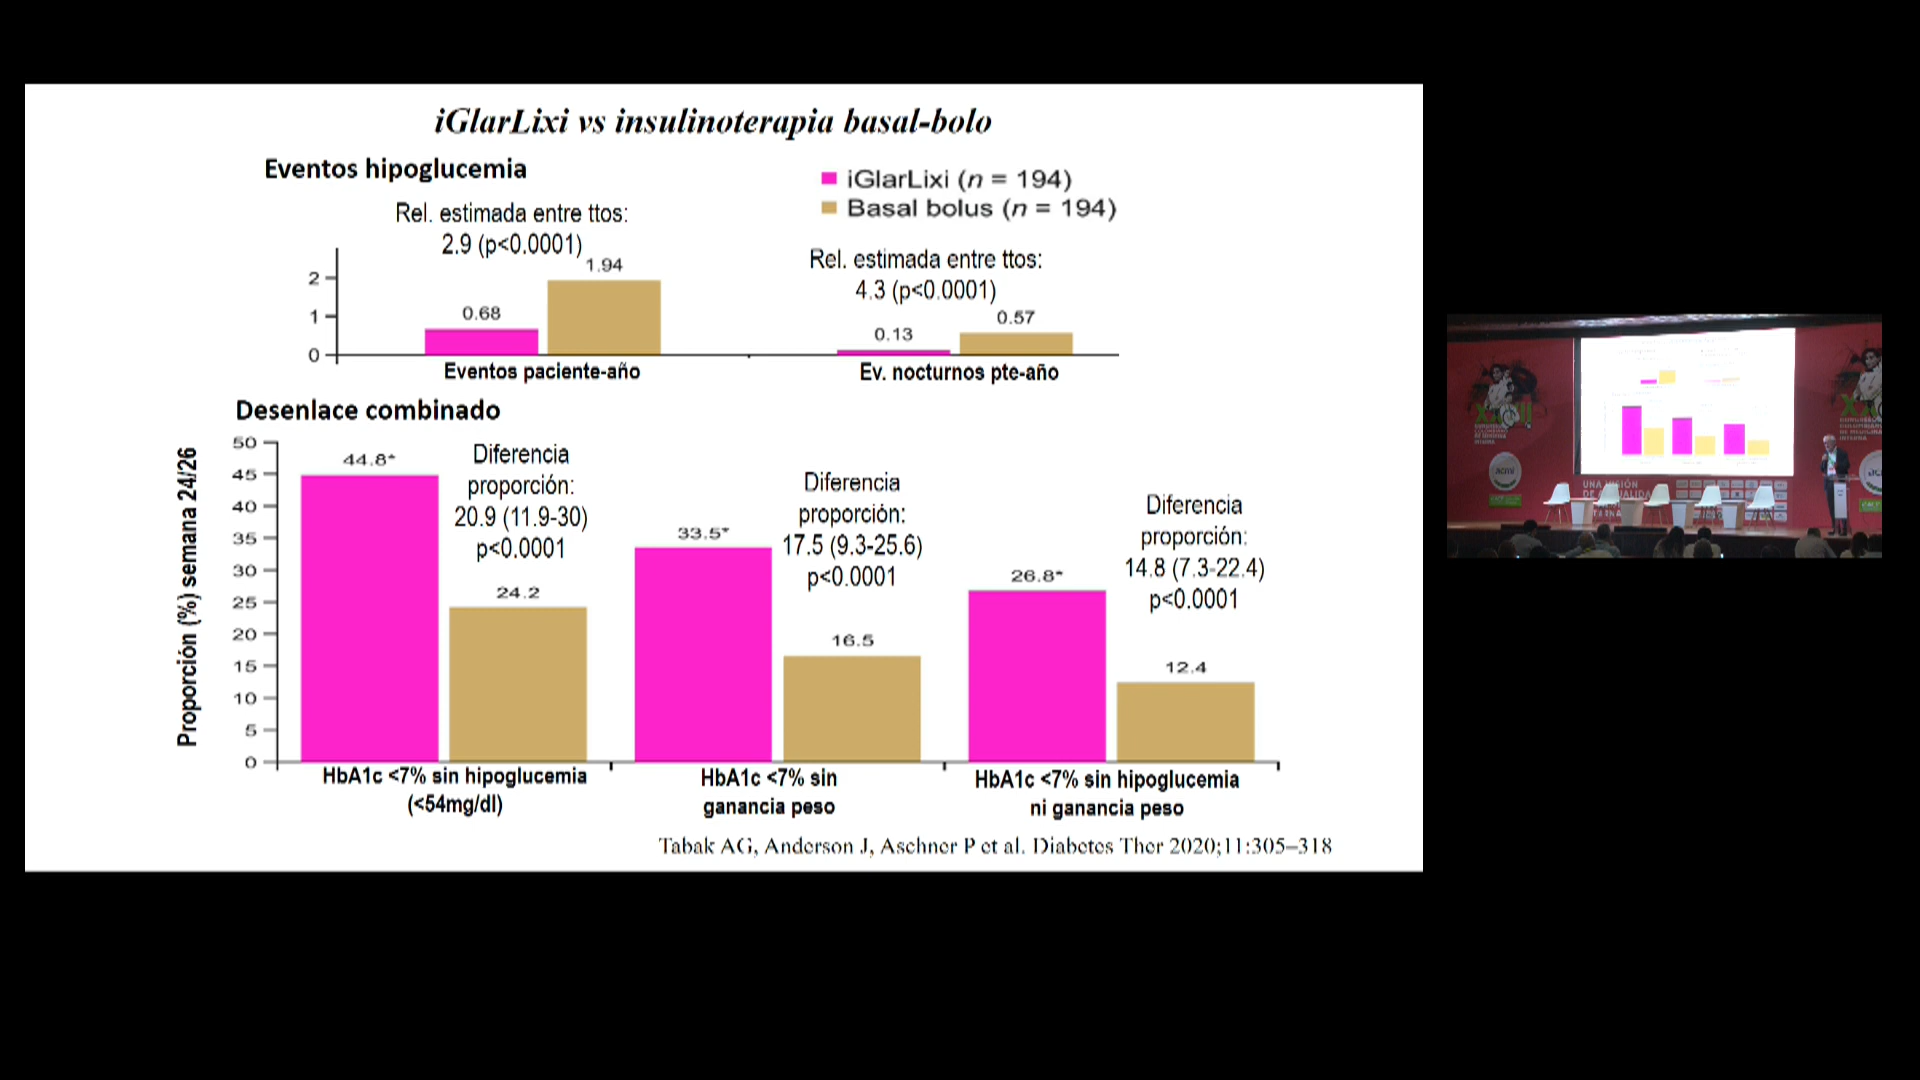 iGlarLixi vs insulinoterapia basal-bolo
Eventos hipoglucemia
iGlarLixi (n = 194)
Basal bolus (n = 194)
Rel. estimada entre ttos:
2.9 (p<0.0001)
Rel. estimada entre ttos:
4.3 (p<0.0001)
2
1
0
0.68
1.94
0.13
0.57
Eventos paciente-año
Ev. nocturnos pte-año
Desenlace combinado
Proporción (%) semana 24/26
50
45
40
35
30
25
20
15
10
5
0
44.8*
Diferencia
proporción:
20.9 (11.9-30)
p<0.0001
24.2
33.5*
Diferencia
proporción:
17.5 (9.3-25.6)
p<0.0001
16.5
26.8*
Diferencia
proporción:
14.8 (7.3-22.4)
p<0.0001
12.4
HbA1c <7% sin hipoglucemia
(<54mg/dl)
HbA1c <7% sin
ganancia peso
HbA1c <7% sin hipoglucemia
ni ganancia peso
Tabak AG, Anderson J, Aschner P et al. Diabetes Ther 2020;11:305–318
acmi